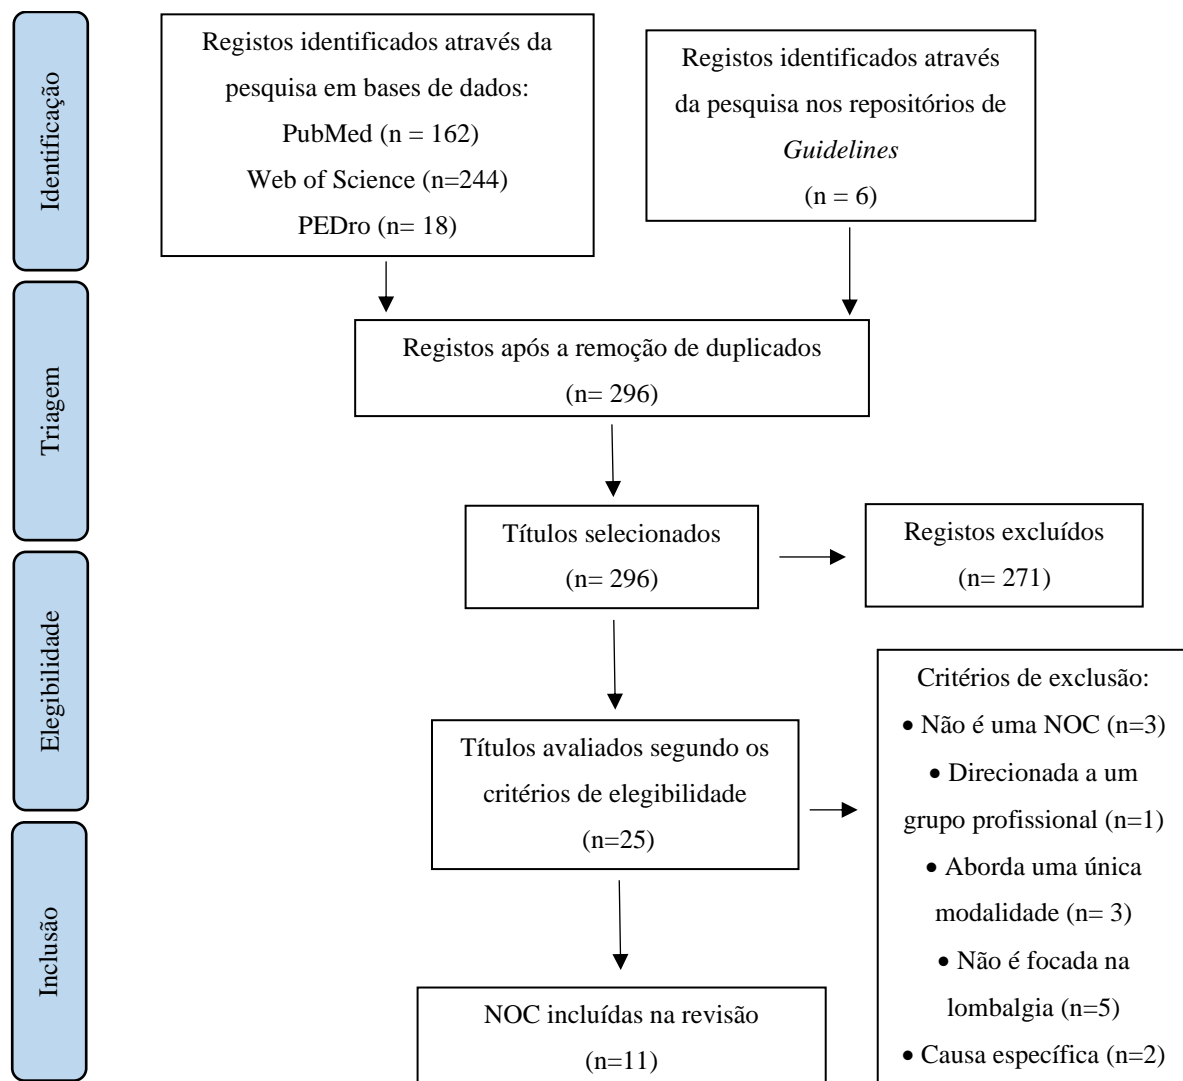 Identificação
Registos identificados através da
pesquisa em bases de dados:
PubMed (n = 162)
Web of Science (n=244)
PEDro (n= 18)
Registos identificados através
da pesquisa nos repositórios de
Guidelines
(n = 6)
Triagem
Registos após a remoção de duplicados
(n= 296)
Títulos selecionados
(n= 296)
Registos excluídos
(n= 271)
Elegibilidade
Títulos avaliados segundo os
critérios de elegibilidade
(n=25)
Critérios de exclusão:
• Não é uma NOC (n=3)
• Direcionada a um
grupo profissional (n=1)
• Aborda uma única
modalidade (n= 3)
• Não é focada na
lombalgia (n=5)
• Causa específica (n=2)
Inclusão
NOC incluídas na revisão
(n=11)